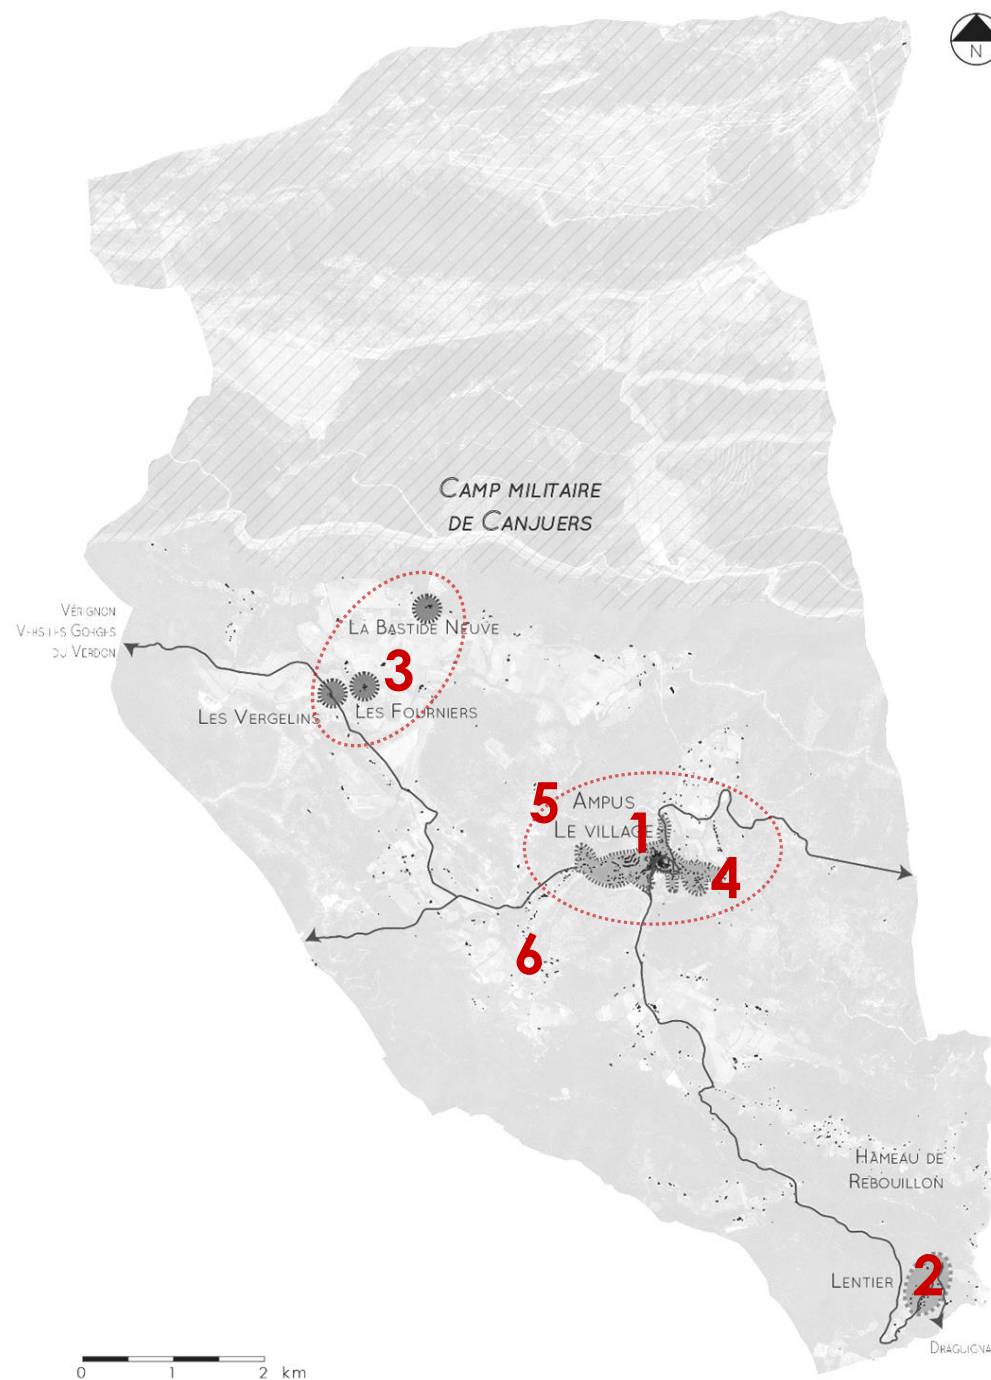 N
CAMP MILITAIRE
DE CANJUERS
VÉRIGNON
VERS LES GORGES
DU VERDON
LA BASTIDE NEUVE
3
LES VERGELINS
LES FOURNIERS
5
AMPUS
LE VILLAGE
1
4
6
HAMEAU DE
REBOUILLON
LENTIER
2
DRAGUIGNA
0 1 2 km